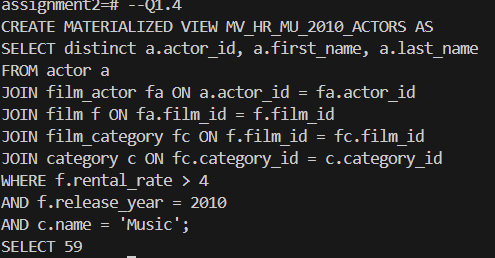 assignment2=# --Q1.4
CREATE MATERIALIZED VIEW MV_HR_MU_2010_ACTORS AS
SELECT distinct a.actor_id, a.first_name, a.last_name
FROM actor a
JOIN film_actor fa ON a.actor_id = fa.actor_id
JOIN film f ON fa.film_id = f.film_id
JOIN film_category fc ON f.film_id = fc.film_id
JOIN category c ON fc.category_id = c.category_id
WHERE f.rental_rate > 4
AND f.release_year = 2010
AND c.name = 'Music';
SELECT 59